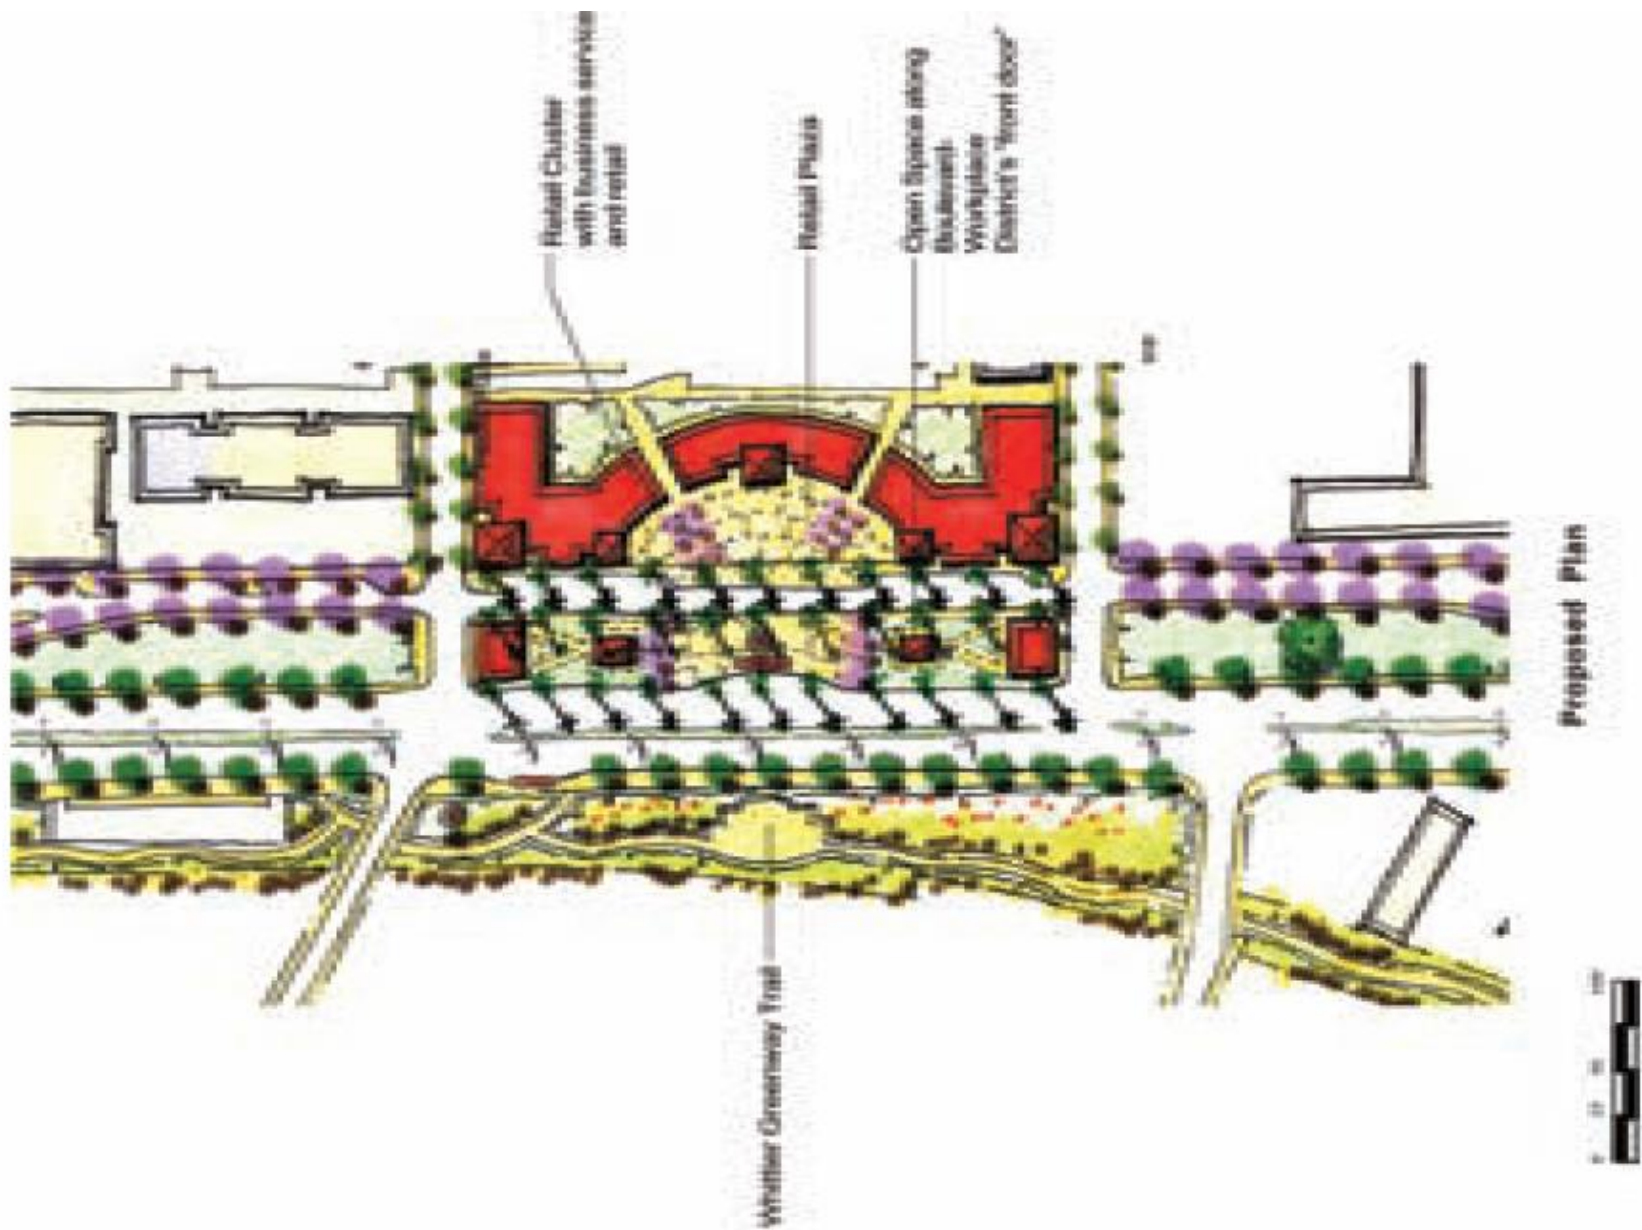 Retail Cluster
with business service
and retail
Retail Plaza
Open Space along
Boulevard-
Workplace
District's "front door"
Whittier Greenway Trail
Proposed Plan